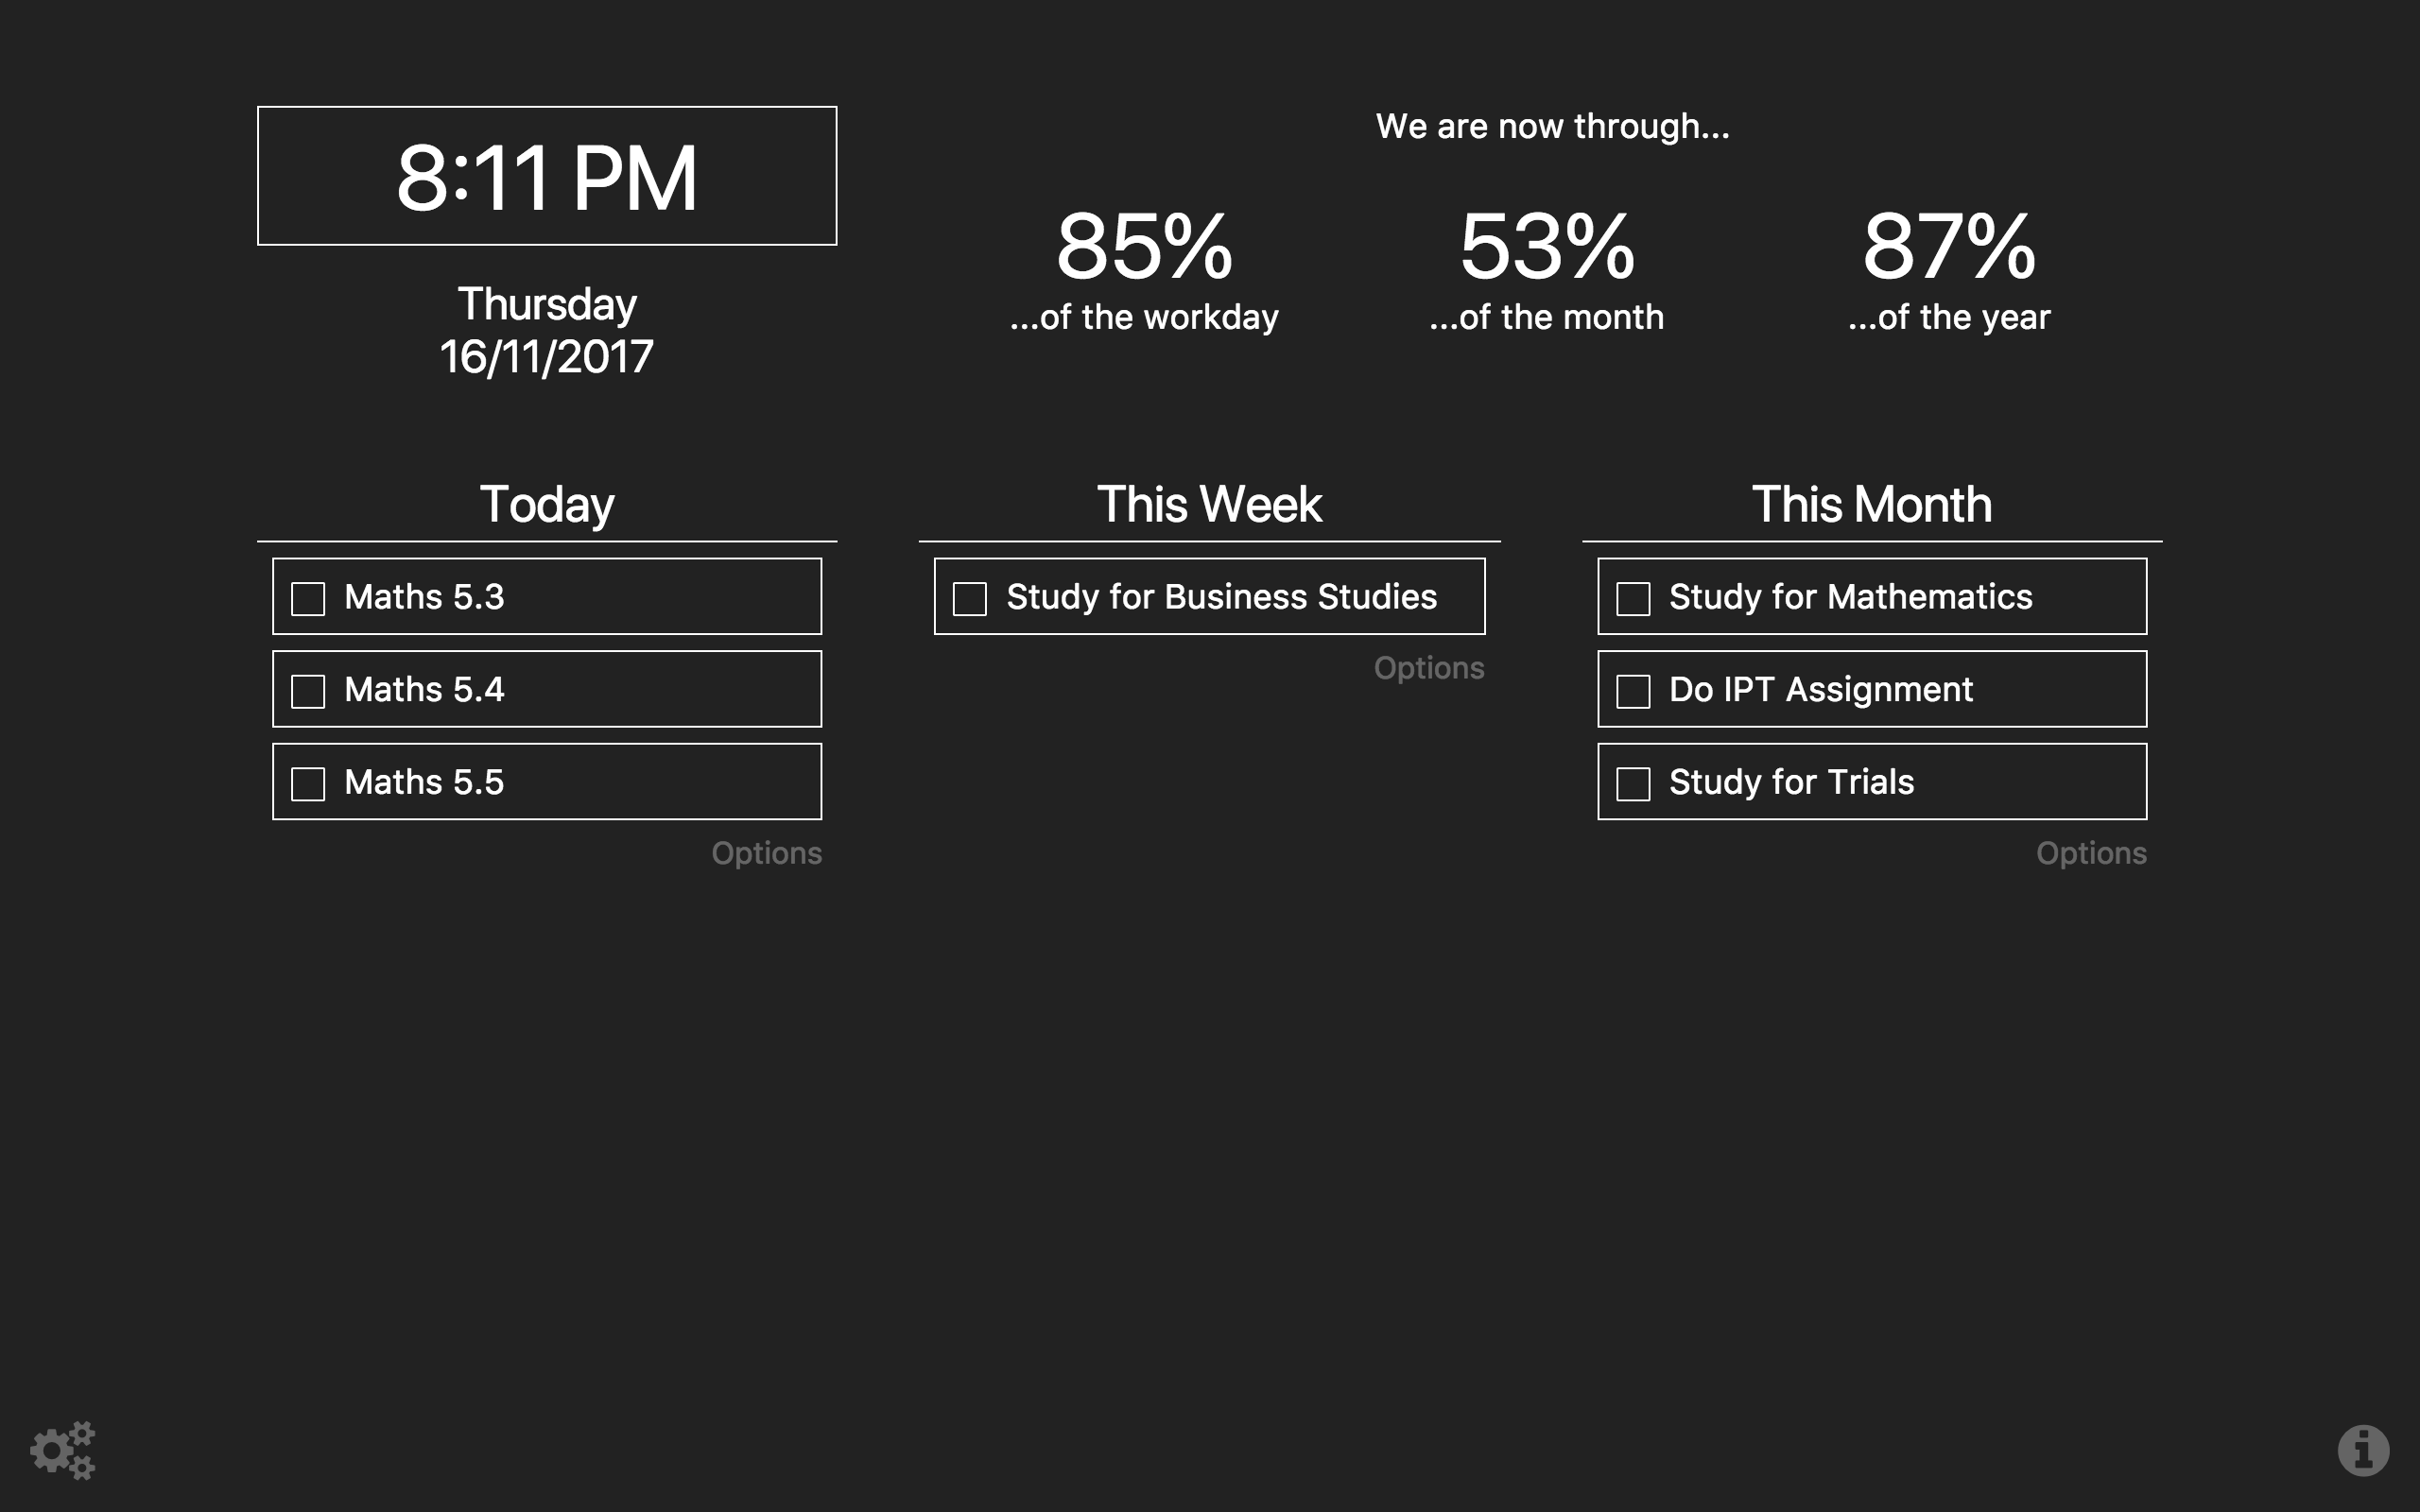 8:11 PM
Thursday
16/11/2017
We are now through...
85%
...of the workday
53%
...of the month
87%
...of the year
Today
Maths 5.3
Maths 5.4
Maths 5.5
Options
This Week
Study for Business Studies
Options
This Month
Study for Mathematics
Do IPT Assignment
Study for Trials
Options